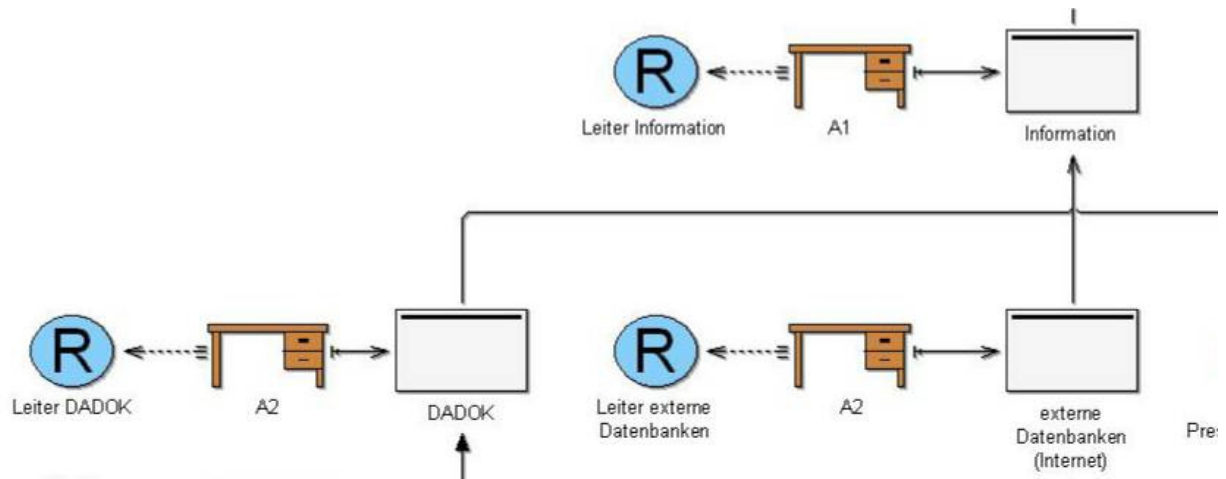 R
Leiter Information
A1
Information
R
Leiter DADOK
A2
DADOK
R
Leiter externe
Datenbanken
A2
externe
Datenbanken
(Internet)